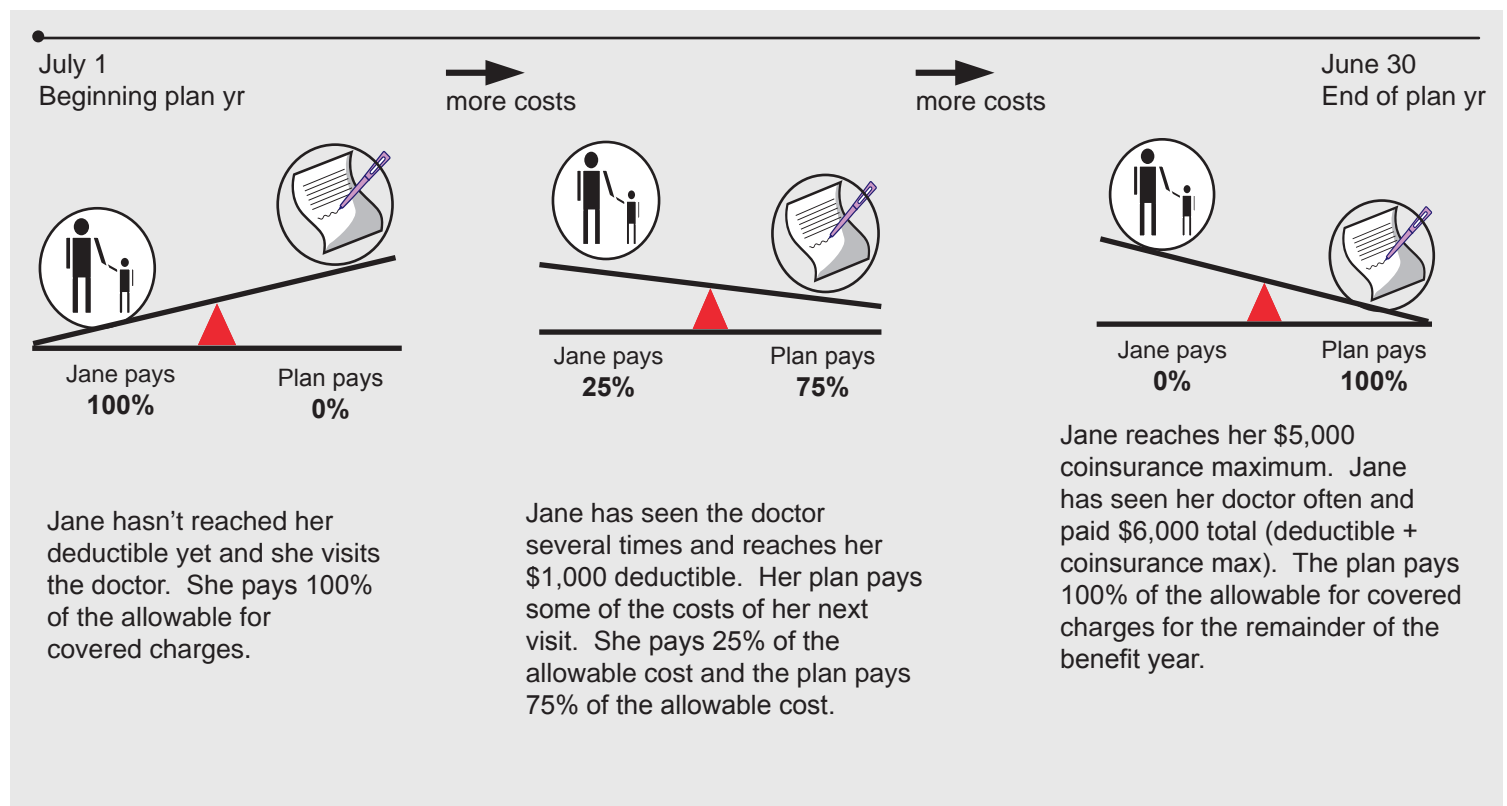 July 1
Beginning plan yr
more costs
more costs
June 30
End of plan yr
Jane pays
100%
Plan pays
0%
Jane hasn't reached her
deductible yet and she visits
the doctor.  She pays 100%
of the allowable for
covered charges.
Jane pays
25%
Plan pays
75%
Jane has seen the doctor
several times and reaches her
$1,000 deductible.  Her plan pays
some of the costs of her next
visit.  She pays 25% of the
allowable cost and the plan pays
75% of the allowable cost.
Jane pays
0%
Plan pays
100%
Jane reaches her $5,000
coinsurance maximum.  Jane
has seen her doctor often and
paid $6,000 total (deductible +
coinsurance max).  The plan pays
100% of the allowable for covered
charges for the remainder of the
benefit year.